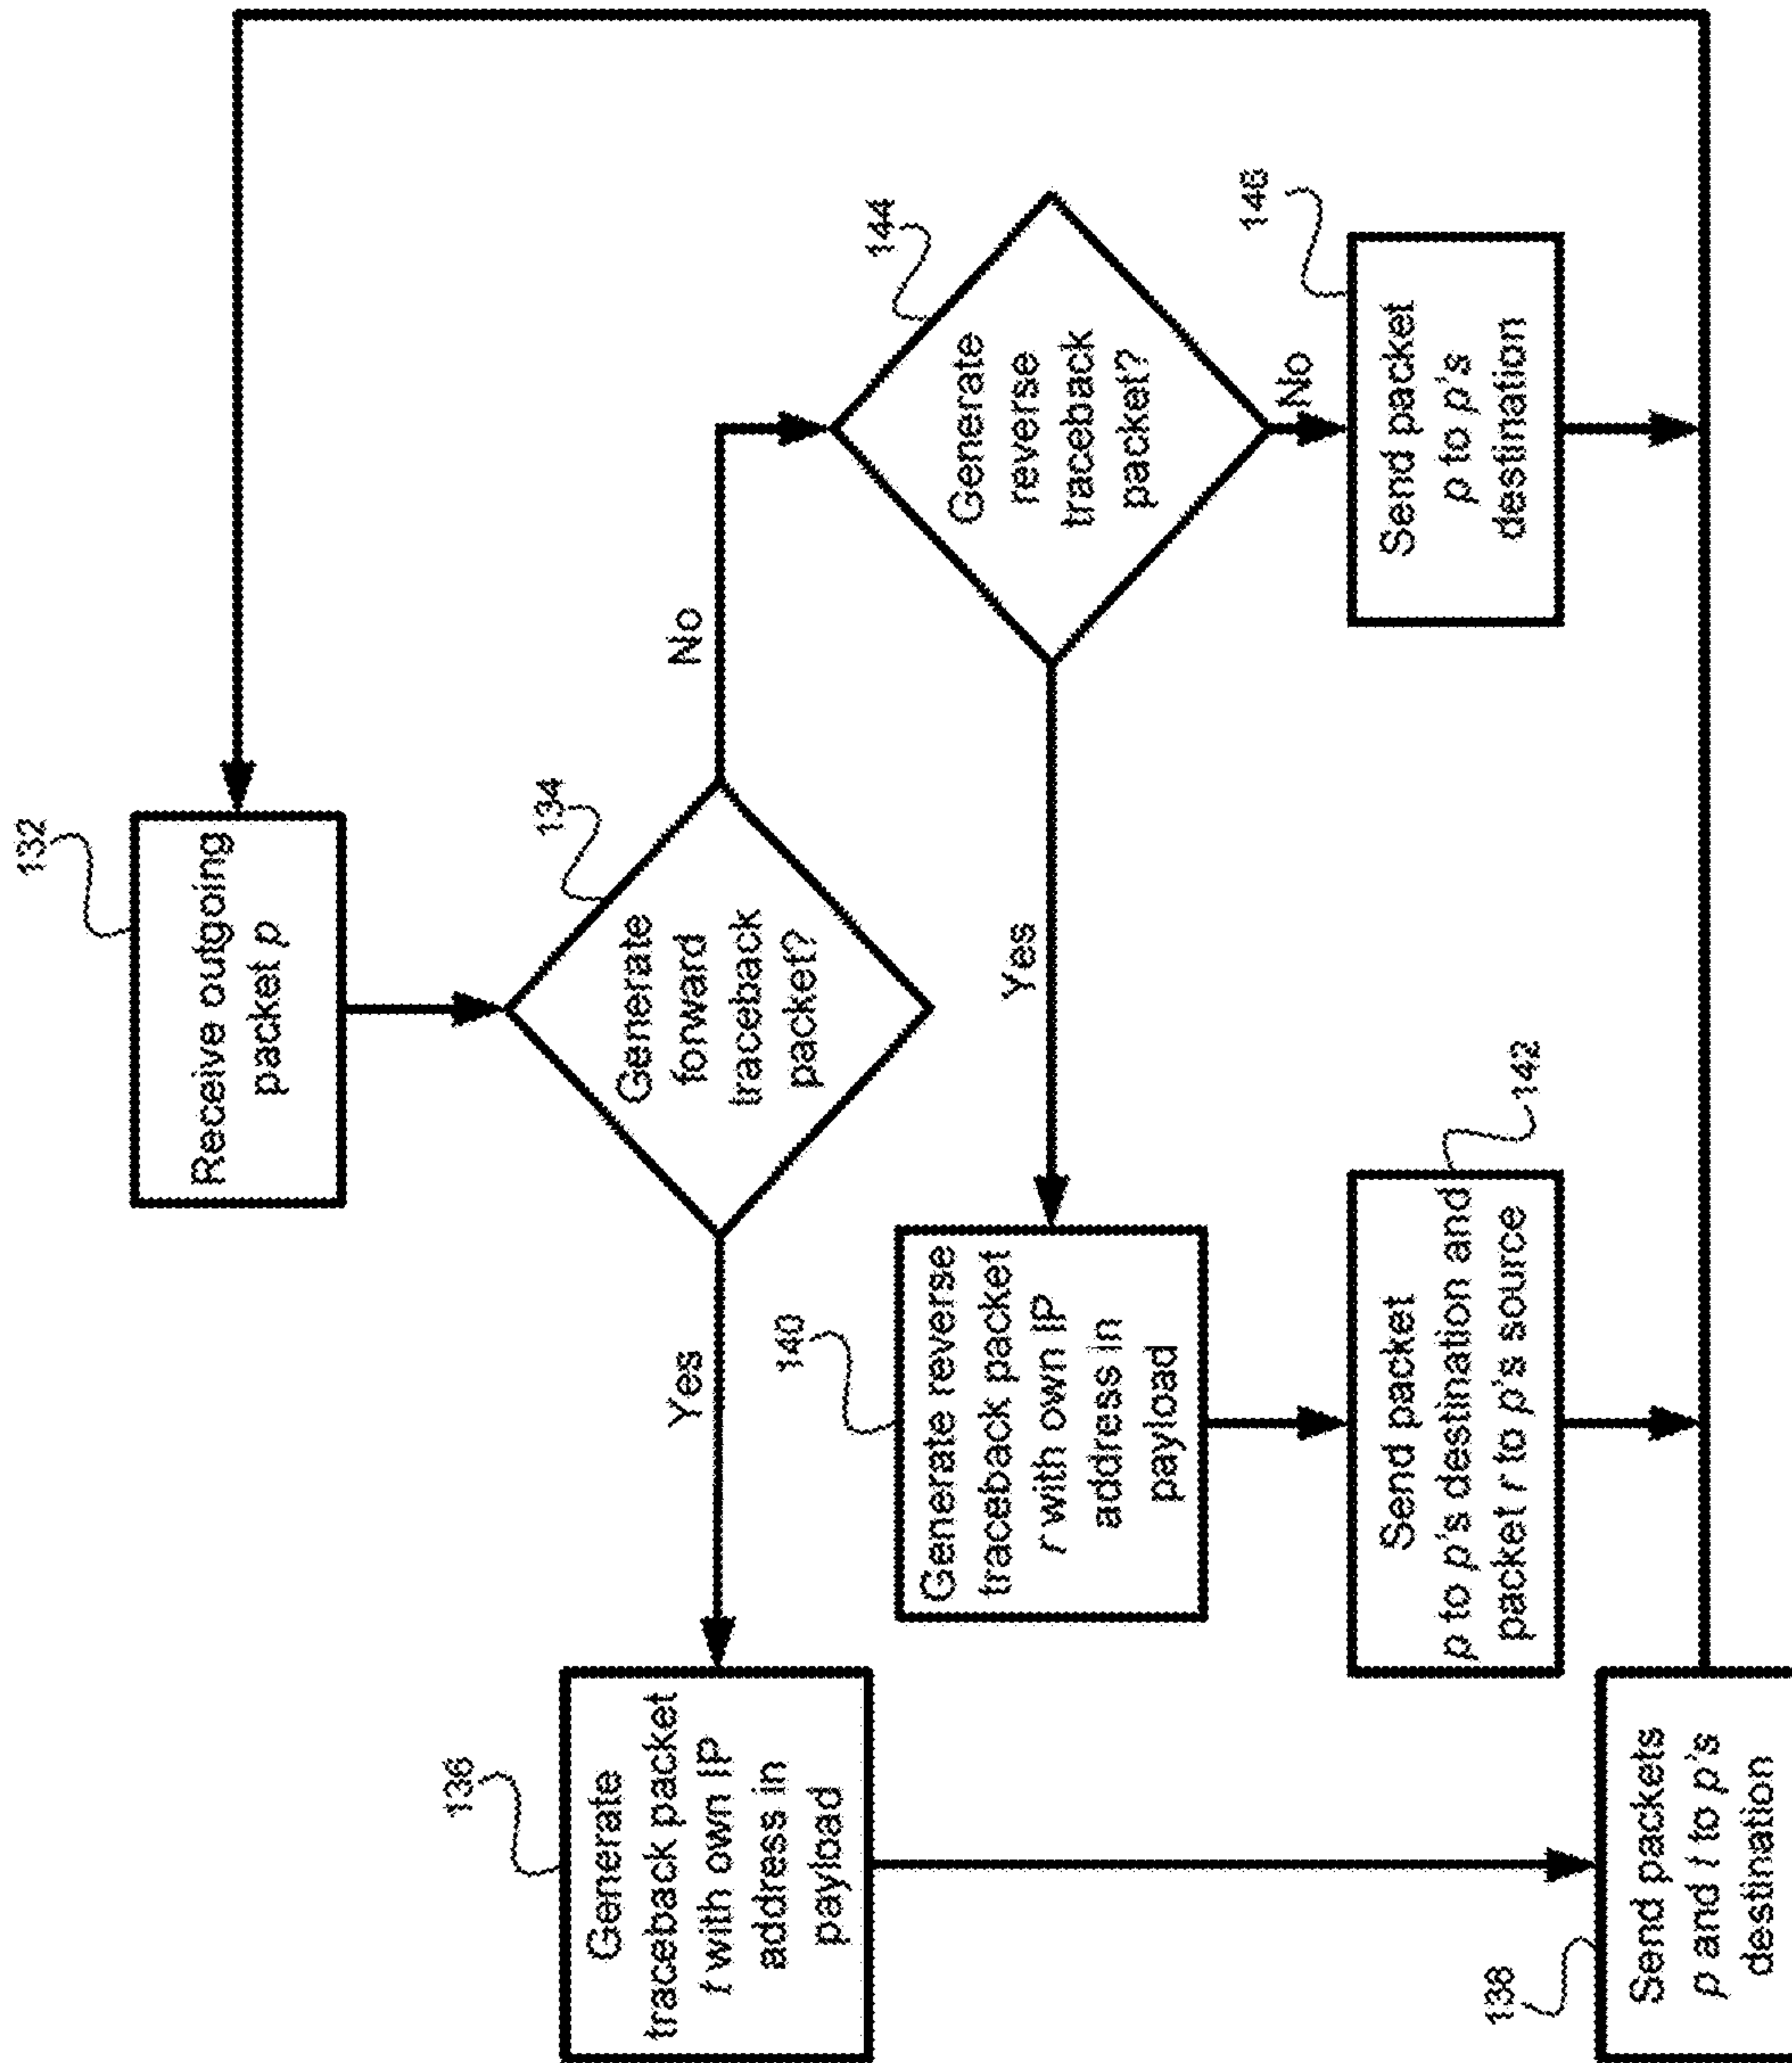 132
Receive outgoing
packet p
134
Generate
forward
traceback
packet?
Yes
No
136
Generate
traceback packet
t with own IP
address in
payload
144
Generate
reverse
traceback
packet?
Yes
No
140
Generate reverse
traceback packet
r with own IP
address in
payload
Send packet
p to p's destination and
packet r to p's source
142
Send packet
p to p's
destination
138
Send packets
p and t to p's
destination